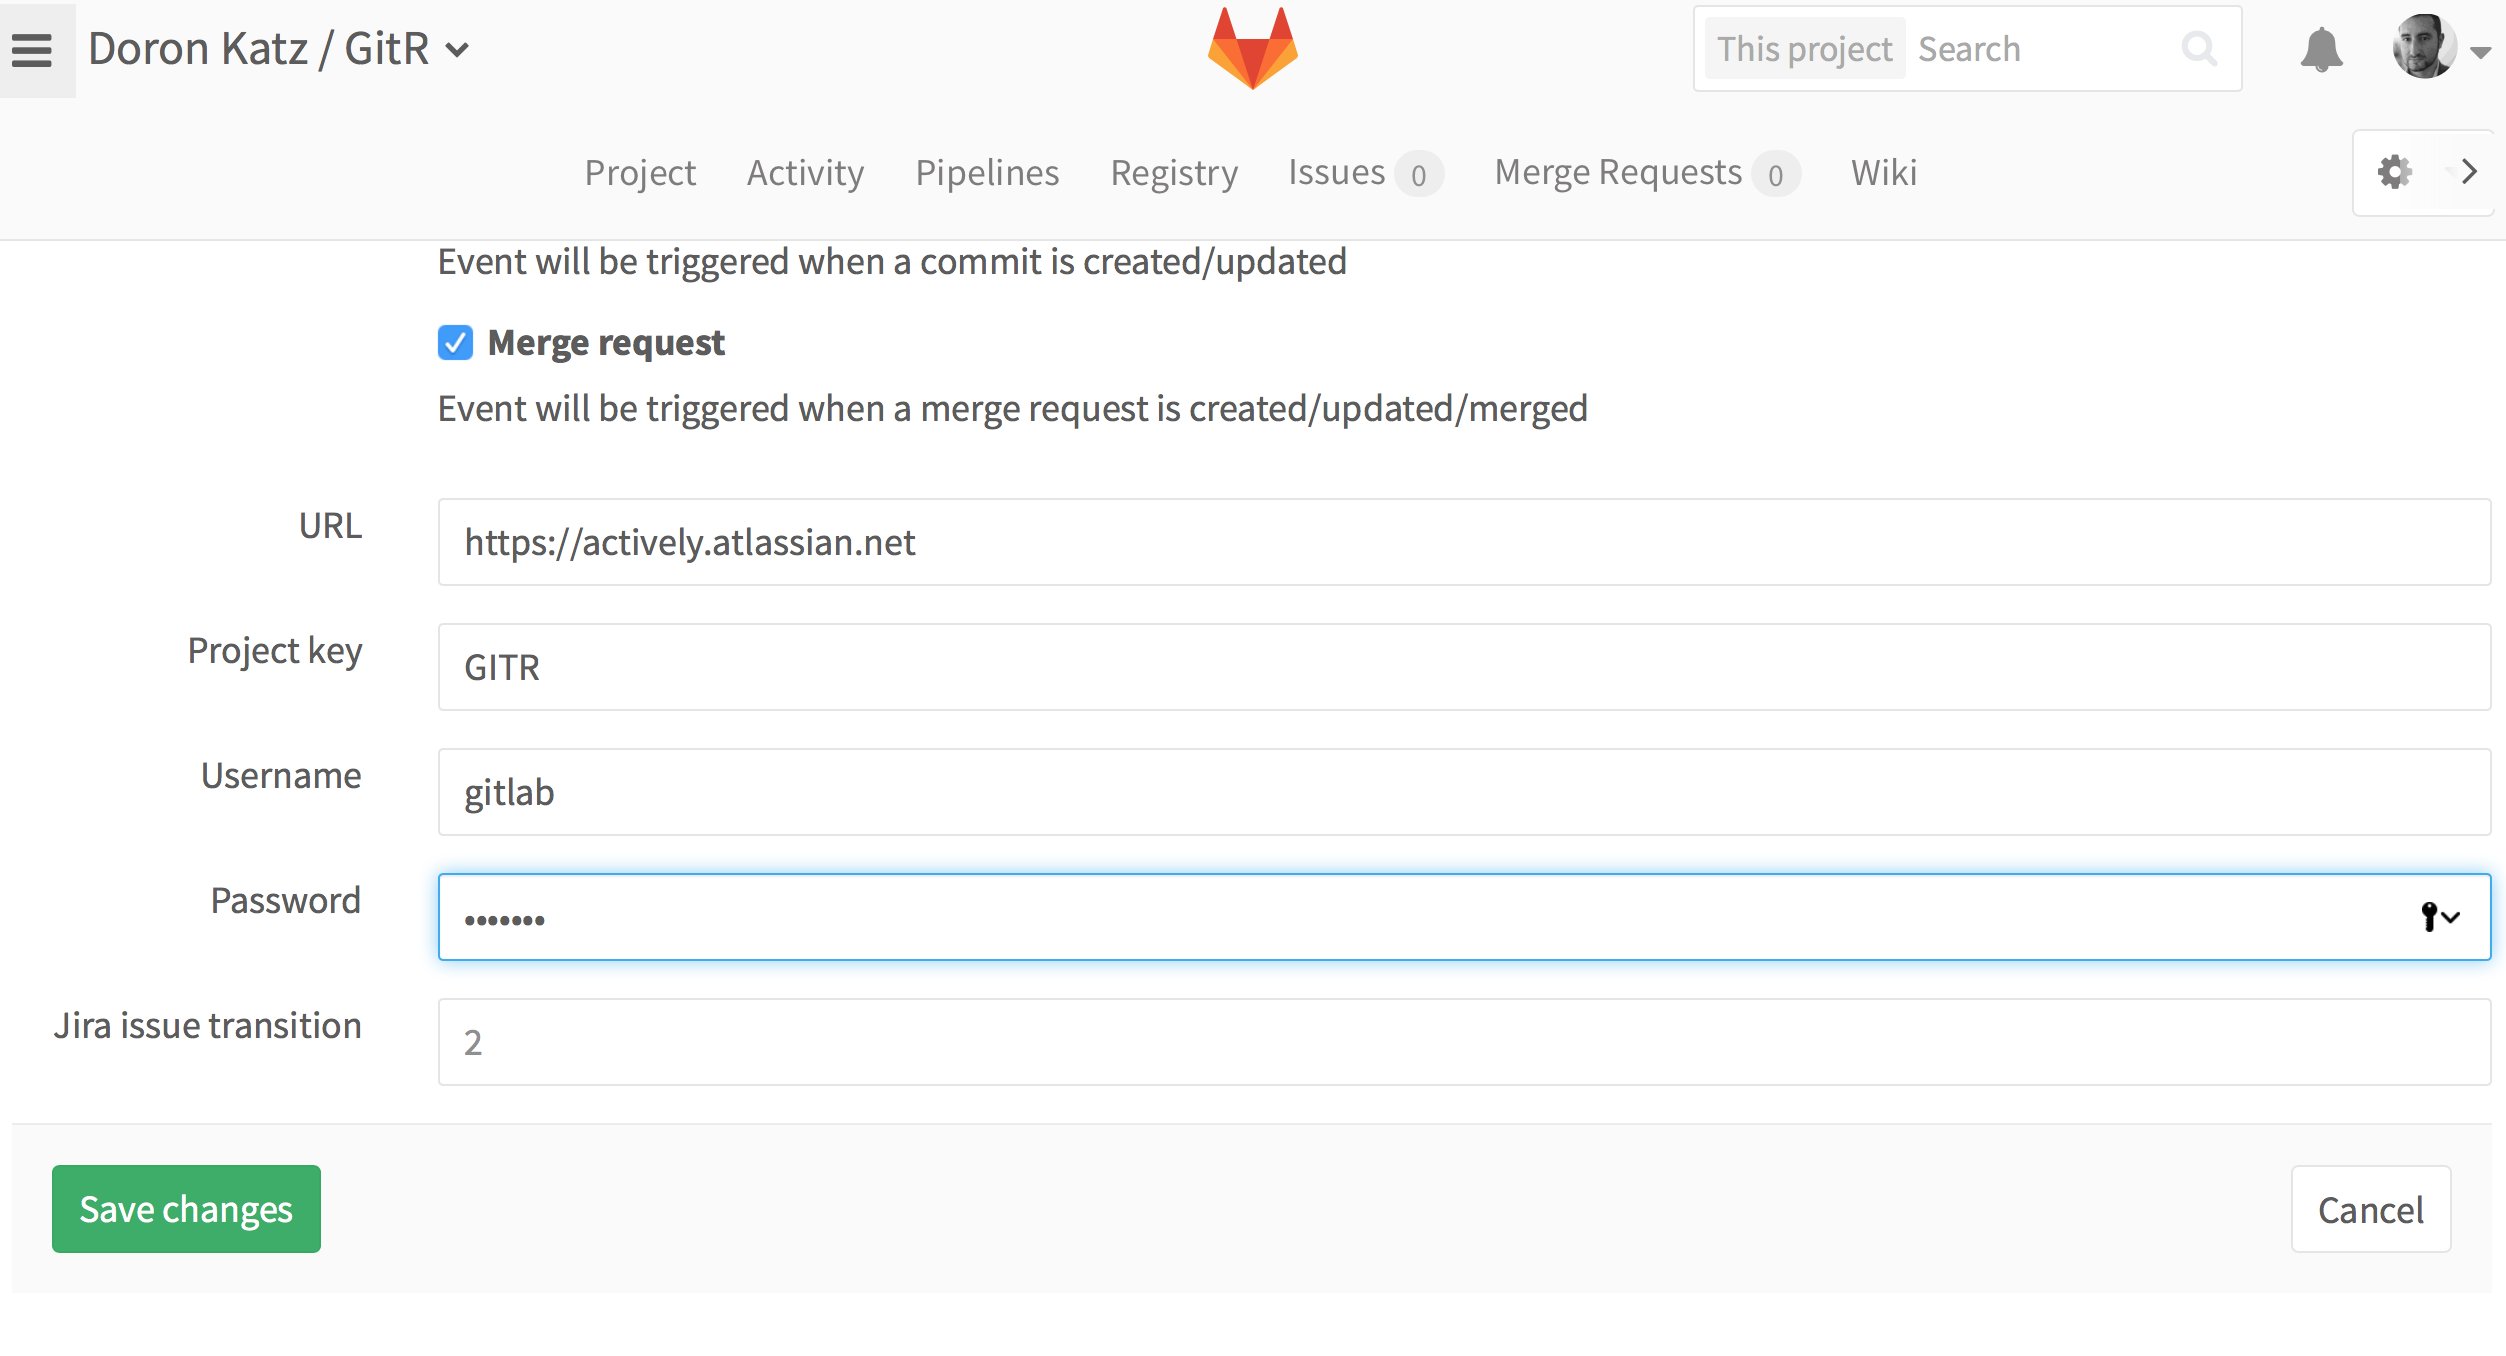 Doron Katz / GitR
This project Search
Project Activity Pipelines Registry Issues 0 Merge Requests 0 Wiki
Event will be triggered when a commit is created/updated
Merge request
Event will be triggered when a merge request is created/updated/merged
URL https://actively.atlassian.net
Project key GITR
Username gitlab
Password •••••••
Jira issue transition 2
Save changes Cancel